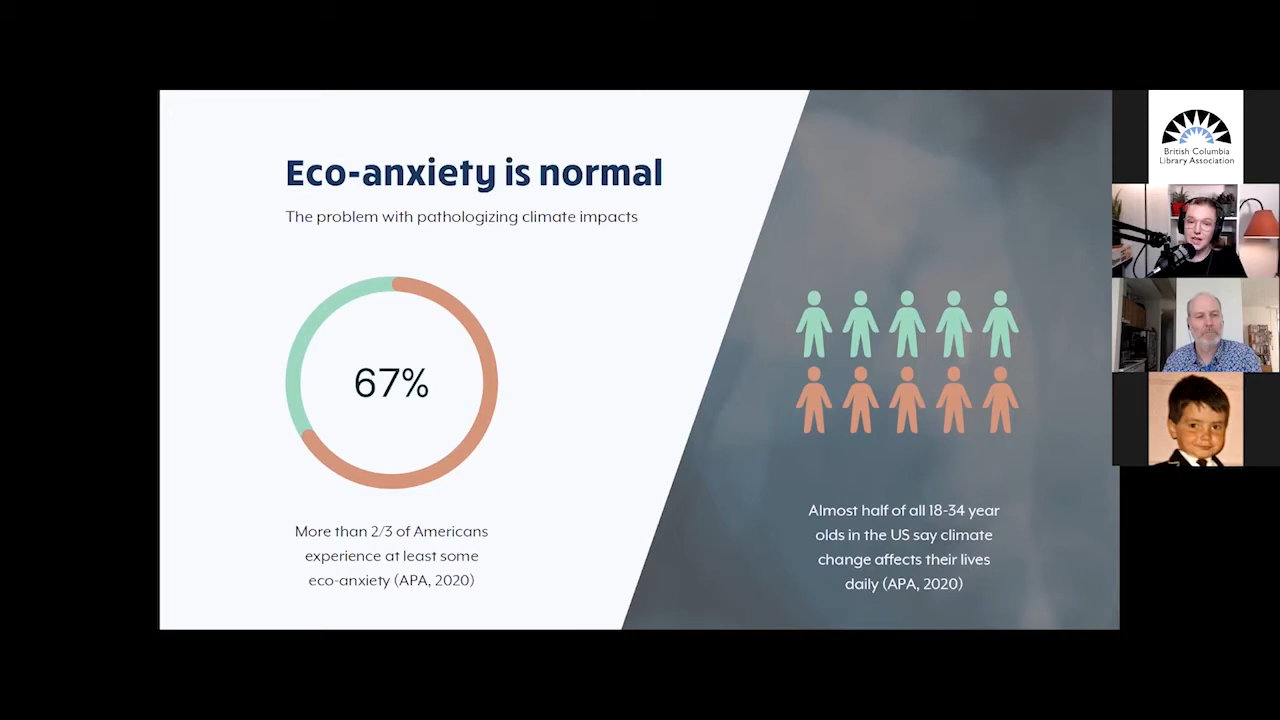 Eco-anxiety is normal
The problem with pathologizing climate impacts
67%
More than 2/3 of Americans
experience at least some
eco-anxiety (APA, 2020)
Almost half of all 18-34 year
olds in the US say climate
change affects their lives
daily (APA, 2020)
British Columbia
Library Association